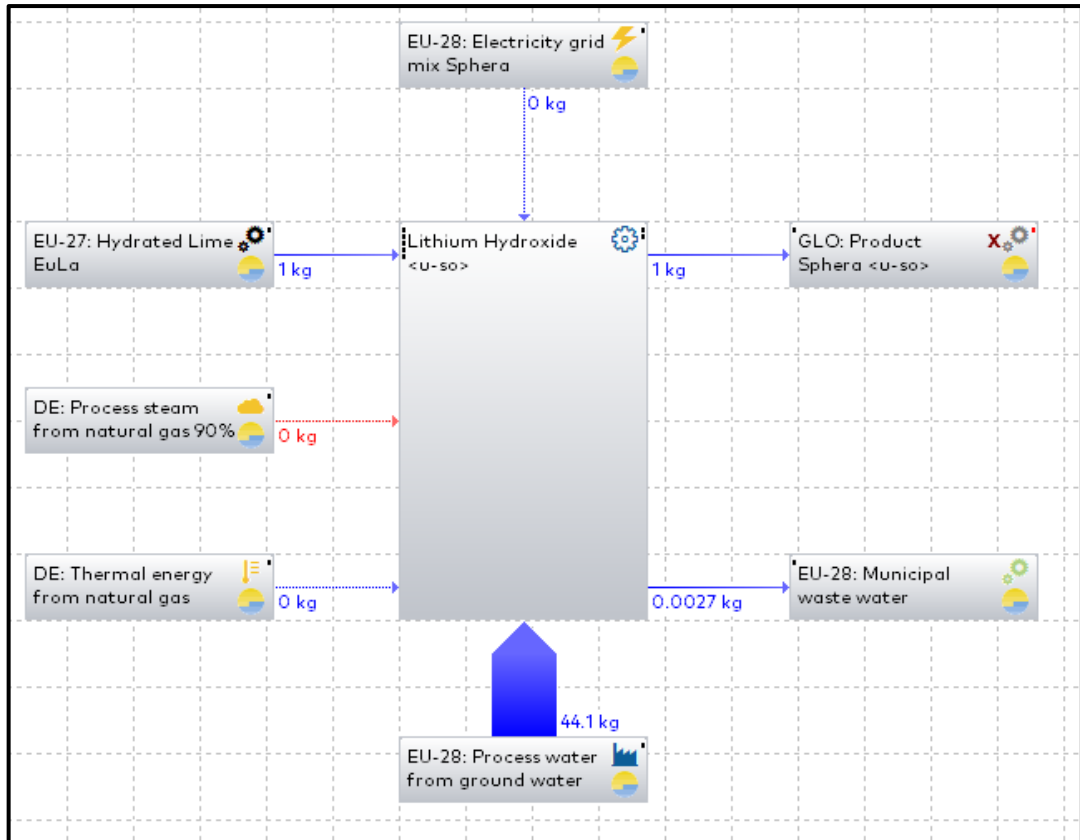 EU-28: Electricity grid
mix Sphera
0 kg
EU-27: Hydrated Lime
EuLa
1 kg
Lithium Hydroxide
<u-so>
1 kg
GLO: Product
Sphera <u-so>
X
DE: Process steam
from natural gas 90%
0 kg
DE: Thermal energy
from natural gas
0 kg
0.0027 kg
EU-28: Municipal
waste water
44.1 kg
EU-28: Process water
from ground water